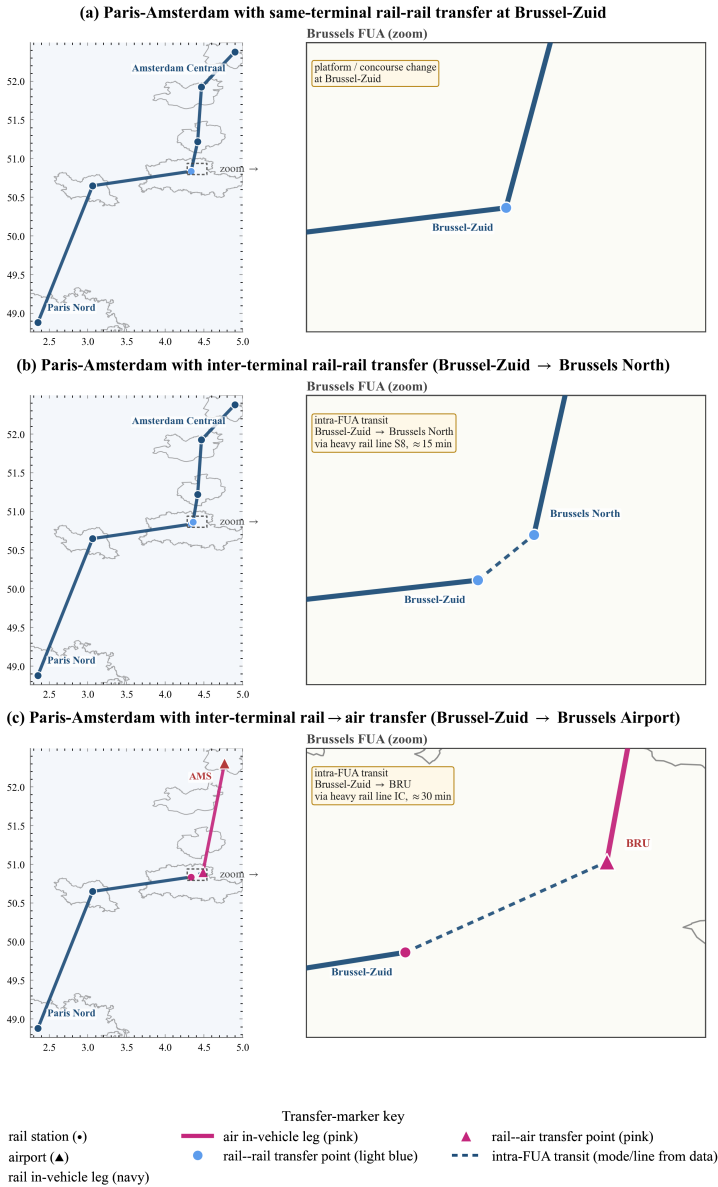 (a) Paris-Amsterdam with same-terminal rail-rail transfer at Brussel-Zuid
Brussels FUA (zoom)
52.0
51.5
51.0
50.5
50.0
49.5
49.0
2.5 3.0 3.5 4.0 4.5 5.0
Amsterdam Centraal
zoom →
Paris Nord
platform / concourse change
at Brussel-Zuid
Brussel-Zuid
(b) Paris-Amsterdam with inter-terminal rail-rail transfer (Brussel-Zuid → Brussels North)
Brussels FUA (zoom)
52.0
51.5
51.0
50.5
50.0
49.5
49.0
2.5 3.0 3.5 4.0 4.5 5.0
Amsterdam Centraal
zoom →
Paris Nord
intra-FUA transit
Brussel-Zuid → Brussels North
via heavy rail line S8, ≈15 min
Brussels North
Brussel-Zuid
(c) Paris-Amsterdam with inter-terminal rail→air transfer (Brussel-Zuid → Brussels Airport)
Brussels FUA (zoom)
52.0
51.5
51.0
50.5
50.0
49.5
49.0
2.5 3.0 3.5 4.0 4.5 5.0
AMS
zoom →
Paris Nord
intra-FUA transit
Brussel-Zuid → BRU
via heavy rail line IC, ≈30 min
BRU
Brussel-Zuid
Transfer-marker key
rail station (•)
airport (▲)
rail in-vehicle leg (navy)
air in-vehicle leg (pink)
rail--rail transfer point (light blue)
rail--air transfer point (pink)
intra-FUA transit (mode/line from data)